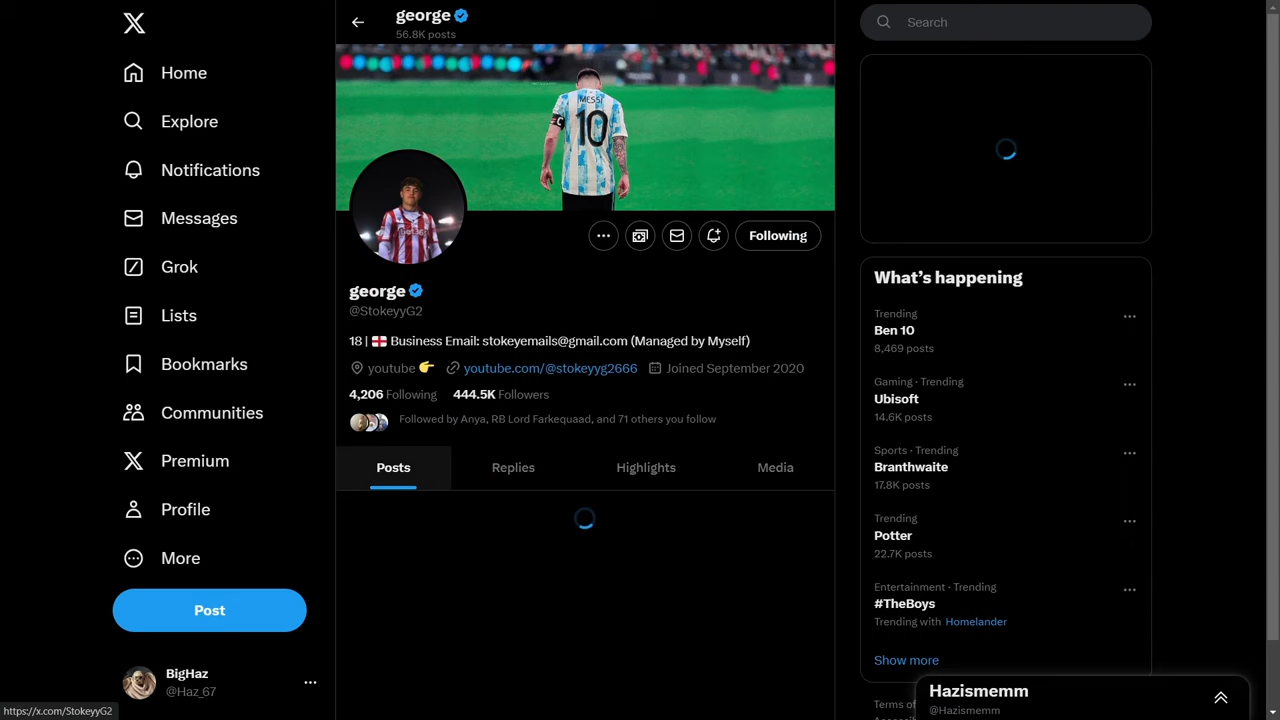 Home
Explore
Notifications
Messages
Grok
Lists
Bookmarks
Communities
Premium
Profile
More
Post
BigHaz
@Haz_67
https://x.com/StokeyyG2
george
56.8K posts
MESSI
10
Following
george
@StokeyyG2
18 | 🏴󠁧󠁢󠁥󠁮󠁧󠁿 Business Email: stokeyemails@gmail.com (Managed by Myself)
youtube 👉 youtube.com/@stokeyyg2666 Joined September 2020
4,206 Following 444.5K Followers
Followed by Anya, RB Lord Farkequaad, and 71 others you follow
Posts Replies Highlights Media
Search
What's happening
Trending
Ben 10
8,469 posts
Gaming · Trending
Ubisoft
14.6K posts
Sports · Trending
Branthwaite
17.8K posts
Trending
Potter
22.7K posts
Entertainment · Trending
#TheBoys
Trending with Homelander
Show more
Terms of
Hazismemm
@Hazismemm